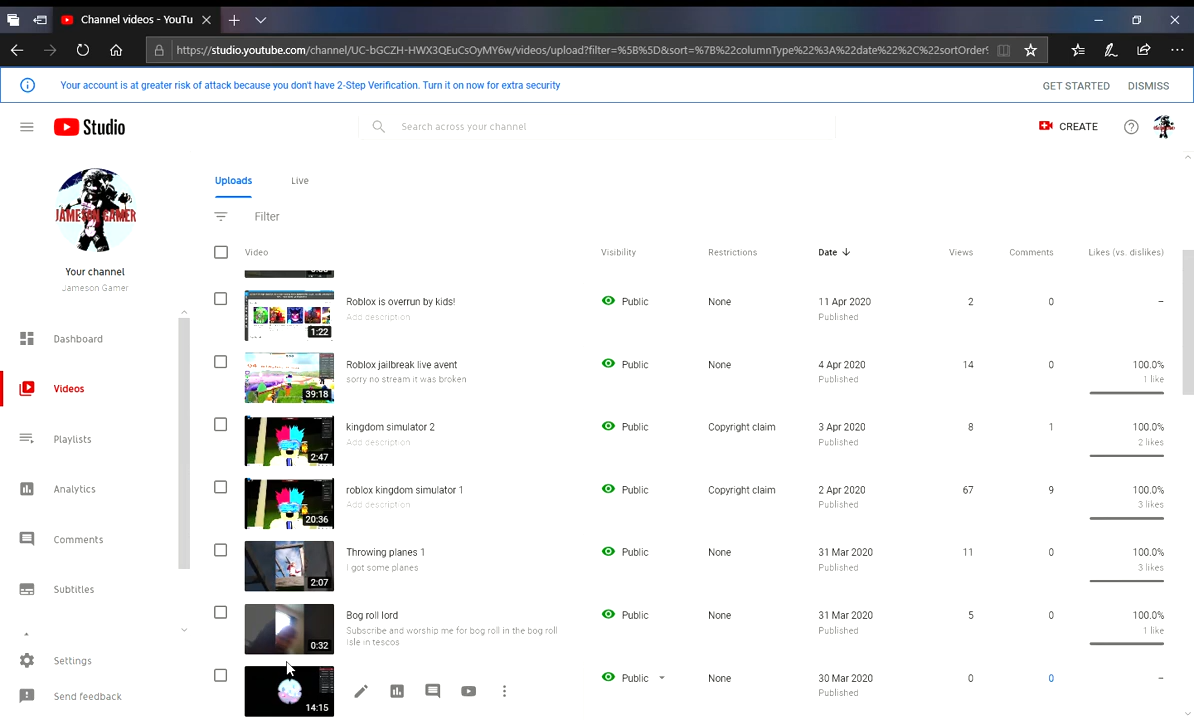 Channel videos - YouTu
https://studio.youtube.com/channel/UC-bGCZH-HWX3QEuCsOyMY6w/videos/upload?filter=%5B%5D&sort=%7B%22columnType%22%3A%22date%22%2C%22sortOrder%
Your account is at greater risk of attack because you don't have 2-Step Verification. Turn it on now for extra security
GET STARTED DISMISS
Studio
Search across your channel
CREATE
JAMESON GAMER
Your channel
Jameson Gamer
Dashboard
Videos
Playlists
Analytics
Comments
Subtitles
Settings
Send feedback
Uploads Live
Filter
Video Visibility Restrictions Date Views Comments Likes (vs. dislikes)
Roblox is overrun by kids! Public None 11 Apr 2020 2 0 –
Add description Published
1:22
Roblox jailbreak live avent Public None 4 Apr 2020 14 0 100.0%
sorry no stream it was broken Published 1 like
39:18
kingdom simulator 2 Public Copyright claim 3 Apr 2020 8 1 100.0%
Add description Published 2 likes
2:47
roblox kingdom simulator 1 Public Copyright claim 2 Apr 2020 67 9 100.0%
Add description Published 3 likes
20:36
Throwing planes 1 Public None 31 Mar 2020 11 0 100.0%
I got some planes Published 3 likes
2:07
Bog roll lord Public None 31 Mar 2020 5 0 100.0%
Subscribe and worship me for bog roll in the bog roll Published 1 like
Isle in tescos
0:32
Public None 30 Mar 2020 0 0 –
Published
14:15